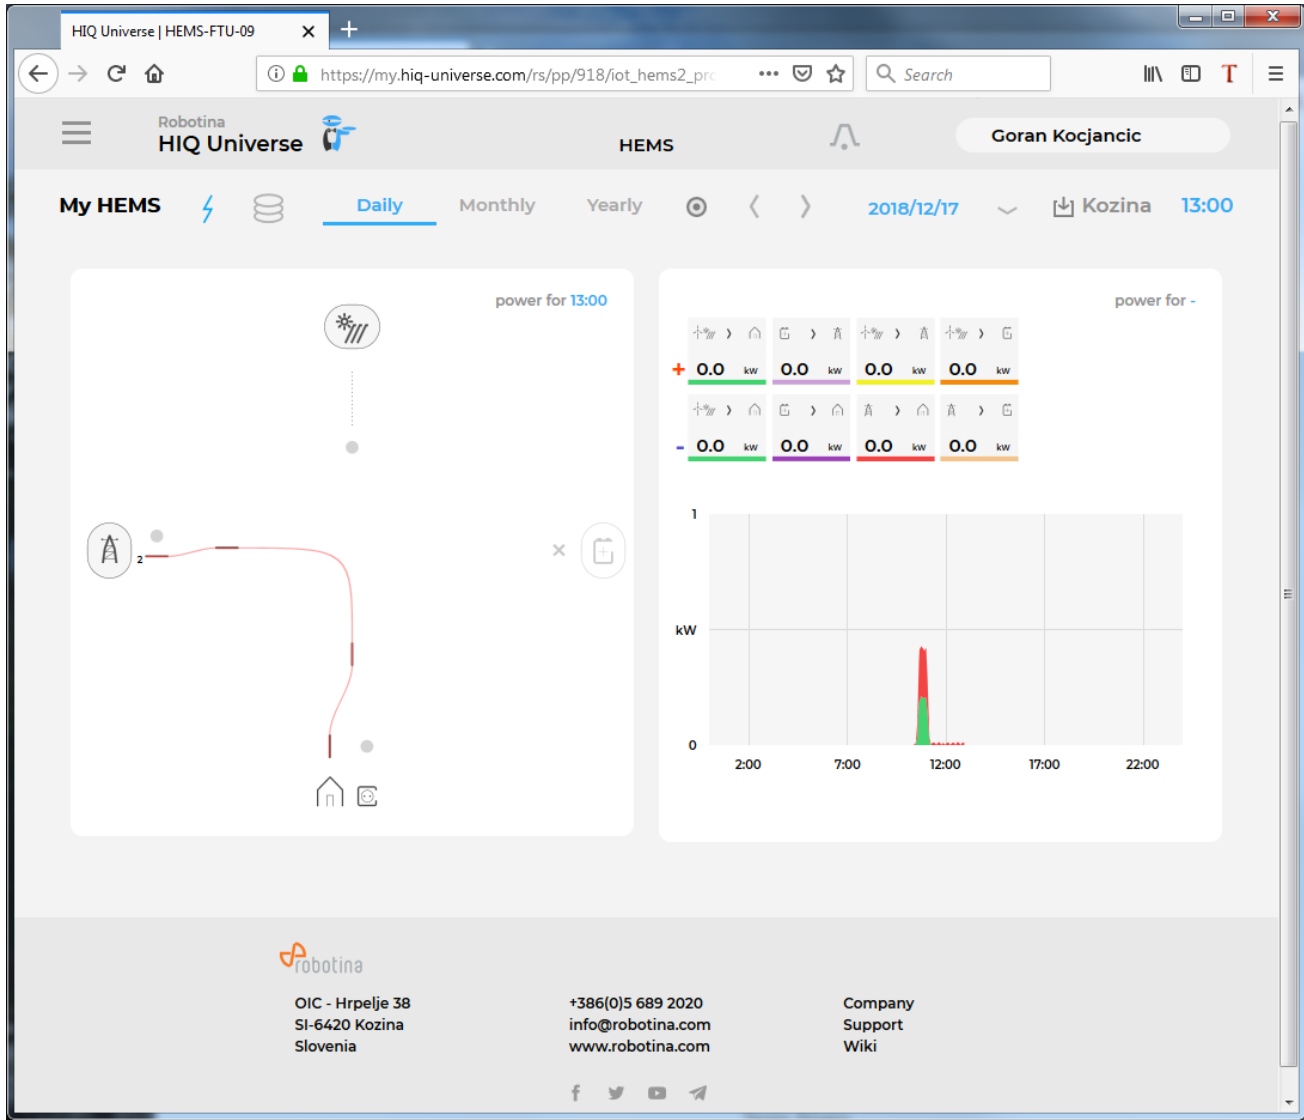 HIQ Universe | HEMS-FTU-09
https://my.hiq-universe.com/rs/pp/918/iot_hems2_pro
Search
T
Robotina
HIQ Universe
HEMS
Goran Kocjancic
My HEMS
Daily
Monthly
Yearly
2018/12/17
Kozina
13:00
power for 13:00
2
power for -
+ 0.0 kw 0.0 kw 0.0 kw 0.0 kw
- 0.0 kw 0.0 kw 0.0 kw 0.0 kw
1
kW
0
2:00 7:00 12:00 17:00 22:00
robotina
OIC - Hrpelje 38
SI-6420 Kozina
Slovenia
+386(0)5 689 2020
info@robotina.com
www.robotina.com
Company
Support
Wiki